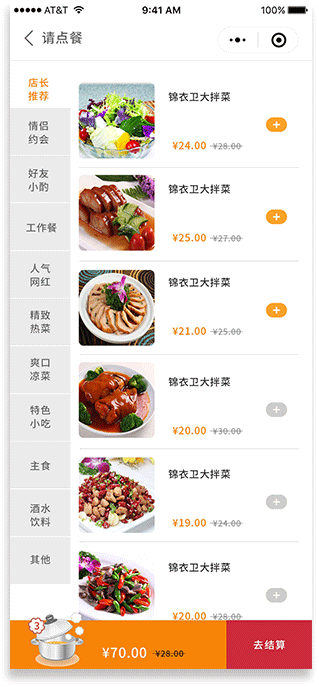 AT&T 9:41 AM 100%
请点餐
店长
推荐
情侣
约会
好友
小酌
工作餐
人气
网红
精致
热菜
爽口
凉菜
特色
小吃
主食
酒水
饮料
其他
锦衣卫大拌菜
¥24.00 ¥28.00
锦衣卫大拌菜
¥25.00 ¥27.00
锦衣卫大拌菜
¥21.00 ¥25.00
锦衣卫大拌菜
¥20.00 ¥30.00
锦衣卫大拌菜
¥19.00 ¥24.00
锦衣卫大拌菜
¥20.00 ¥28.00
3
¥70.00 ¥28.00
去结算